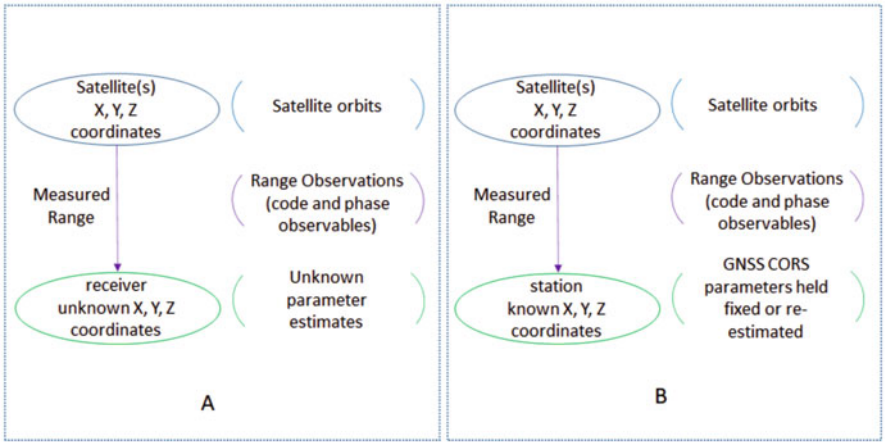 Satellite(s)
X, Y, Z
coordinates
Satellite orbits
Measured
Range
Range Observations
(code and phase
observables)
receiver
unknown X, Y, Z
coordinates
Unknown
parameter
estimates
A
Satellite(s)
X, Y, Z
coordinates
Satellite orbits
Measured
Range
Range Observations
(code and phase
observables)
station
known X, Y, Z
coordinates
GNSS CORS
parameters held
fixed or re-
estimated
B